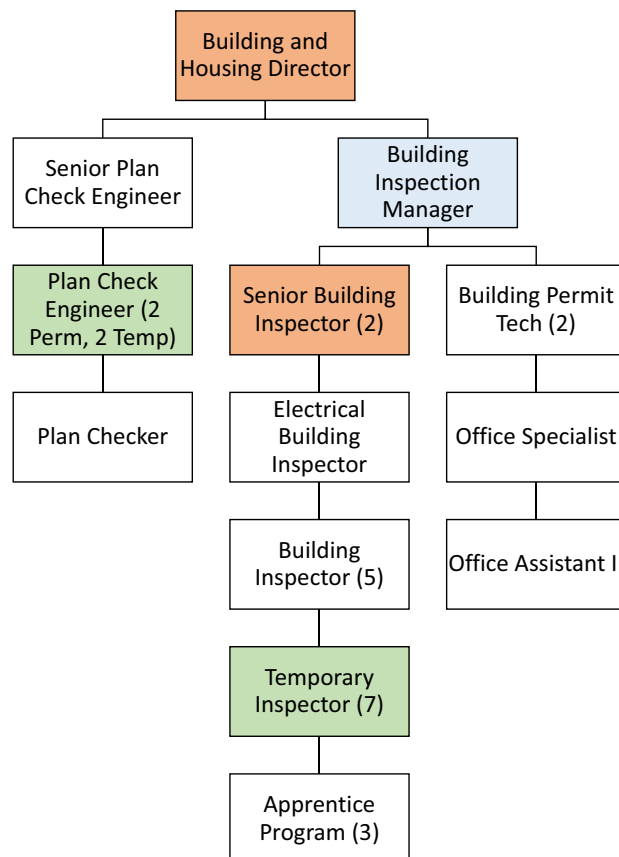 Building and
Housing Director
Senior Plan
Check Engineer
Building
Inspection
Manager
Plan Check
Engineer (2
Perm, 2 Temp)
Senior Building
Inspector (2)
Building Permit
Tech (2)
Plan Checker
Electrical
Building
Inspector
Office Specialist
Building
Inspector (5)
Office Assistant I
Temporary
Inspector (7)
Apprentice
Program (3)